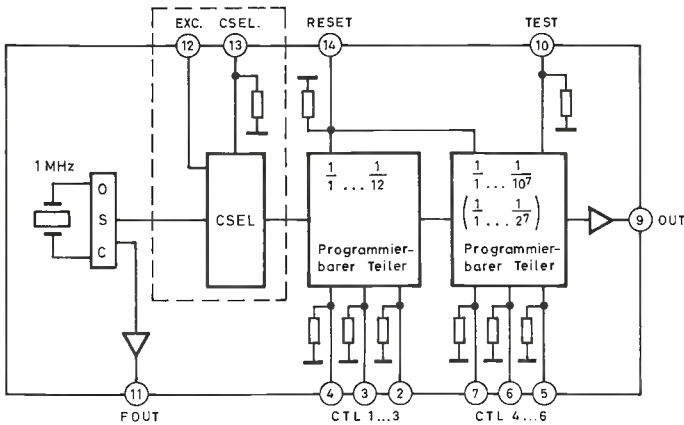 EXC. CSEL. RESET TEST
12 13 14 10
1 MHz
O
S
C
CSEL
1/1 ... 1/12
Programmier-
barer Teiler
1/1 ... 1/10⁷
(1/1 ... 1/2⁷)
Programmier-
barer Teiler
9 OUT
11 4 3 2 7 6 5
FOUT CTL 1...3 CTL 4...6